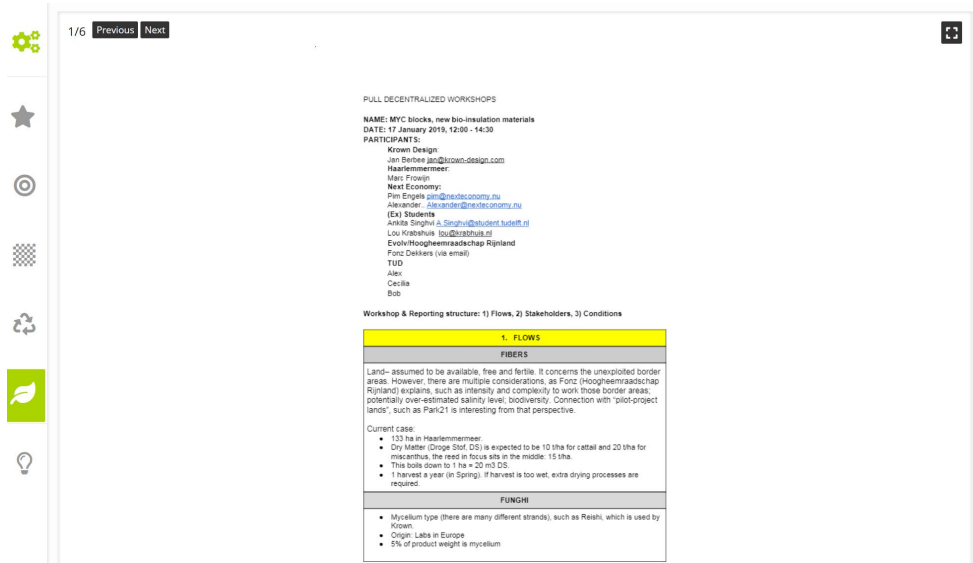 1/6 Previous Next
PULL DECENTRALIZED WORKSHOPS
NAME: MYC blocks, new bio-insulation materials
DATE: 17 January 2019, 12:00 - 14:30
PARTICIPANTS:
Krown Design:
Jan Berbee jan@krown-design.com
Haarlemmermeer:
Marc Frowijn
Next Economy:
Pim Engels pim@nexteconomy.nu
Alexander.. Alexander@nexteconomy.nu
(Ex) Students
Ankita Singhvi A.Singhvi@student.tudelft.nl
Lou Krabshuis lou@krabhuis.nl
Evolv/Hoogheemraadschap Rijnland
Fonz Dekkers (via email)
TUD
Alex
Cecilia
Bob
Workshop & Reporting structure: 1) Flows, 2) Stakeholders, 3) Conditions
1. FLOWS
FIBERS
Land– assumed to be available, free and fertile. It concerns the unexploited border
areas. However, there are multiple considerations, as Fonz (Hoogheemraadschap
Rijnland) explains, such as intensity and complexity to work those border areas;
potentially over-estimated salinity level; biodiversity. Connection with “pilot-project
lands”, such as Park21 is interesting from that perspective.
Current case:
● 133 ha in Haarlemmermeer.
● Dry Matter (Droge Stof, DS) is expected to be 10 t/ha for cattail and 20 t/ha for
miscanthus, the reed in focus sits in the middle: 15 t/ha.
● This boils down to 1 ha = 20 m3 DS.
● 1 harvest a year (in Spring). If harvest is too wet, extra drying processes are
required.
FUNGHI
● Mycelium type (there are many different strands), such as Reishi, which is used by
Krown.
● Origin: Labs in Europe
● 5% of product weight is mycelium